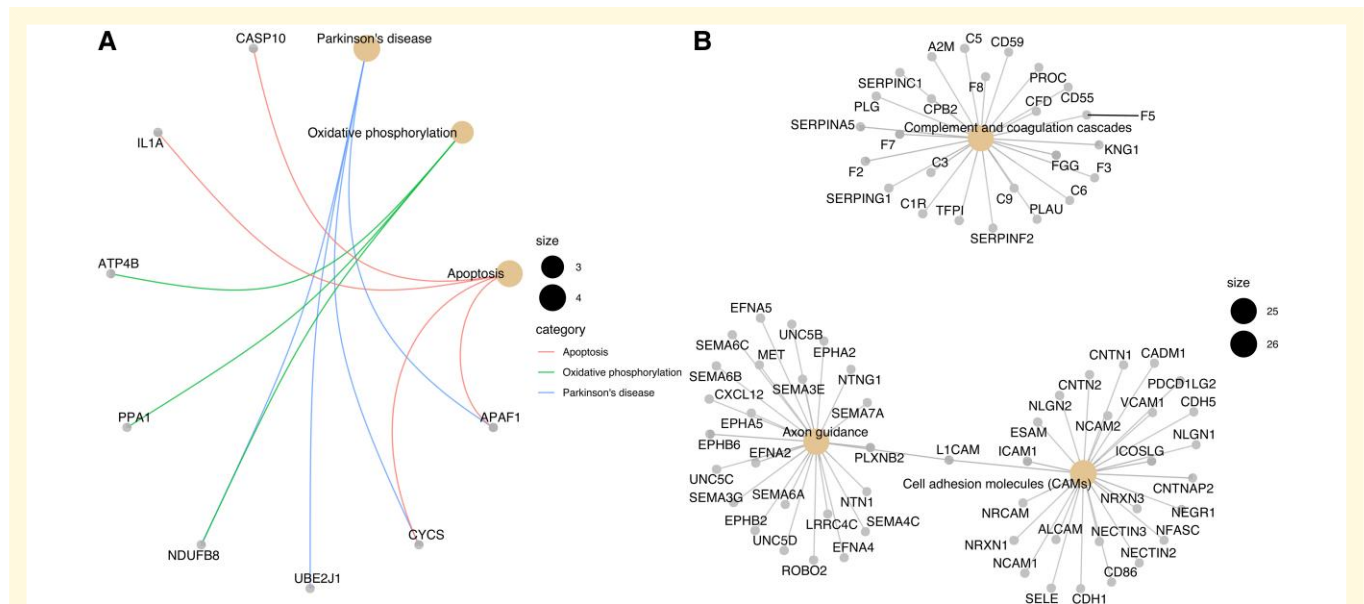 A
CASP10
Parkinson's disease
IL1A
Oxidative phosphorylation
ATP4B
Apoptosis
size
3
4
category
Apoptosis
Oxidative phosphorylation
Parkinson's disease
PPA1
APAF1
NDUFB8
CYCS
UBE2J1
B
A2M
C5
CD59
SERPINC1
F8
PROC
PLG
CPB2
CFD
CD55
SERPINA5
Complement and coagulation cascades
F5
F7
KNG1
F2
C3
FGG
F3
SERPING1
C1R
TFPI
C9
PLAU
C6
SERPINF2
size
25
26
EFNA5
UNC5B
SEMA6C
MET
EPHA2
SEMA6B
SEMA3E
NTNG1
CXCL12
SEMA7A
EPHA5
Axon guidance
EPHB6
EFNA2
PLXNB2
L1CAM
UNC5C
SEMA3G
SEMA6A
NTN1
EPHB2
LRRC4C
SEMA4C
UNC5D
EFNA4
ROBO2
CNTN1
CADM1
CNTN2
PDCD1LG2
NLGN2
VCAM1
CDH5
ESAM
NCAM2
NLGN1
ICAM1
ICOSLG
Cell adhesion molecules (CAMs)
CNTNAP2
NRXN3
NRCAM
NEGR1
ALCAM
NECTIN3
NFASC
NRXN1
NECTIN2
NCAM1
CD86
SELE
CDH1